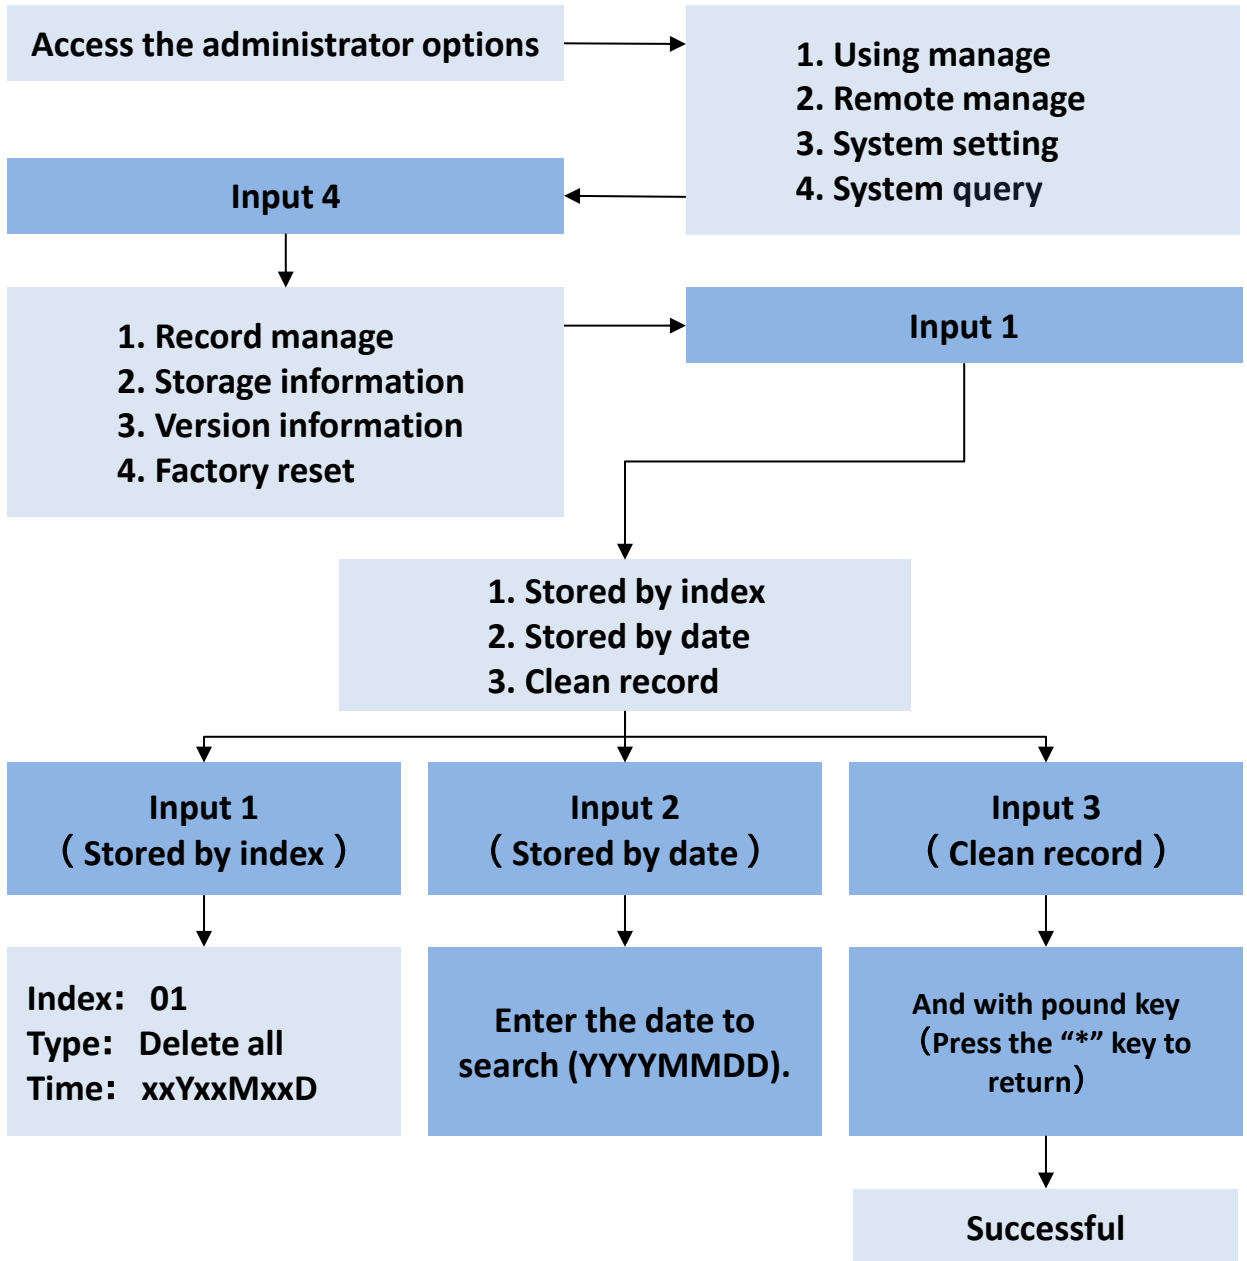 Access the administrator options
1. Using manage
2. Remote manage
3. System setting
4. System query
Input 4
1. Record manage
2. Storage information
3. Version information
4. Factory reset
Input 1
1. Stored by index
2. Stored by date
3. Clean record
Input 1
（ Stored by index ）
Input 2
（ Stored by date ）
Input 3
（ Clean record ）
Index： 01
Type： Delete all
Time： xxYxxMxxD
Enter the date to
search (YYYYMMDD).
And with pound key
（Press the “*” key to
return）
Successful